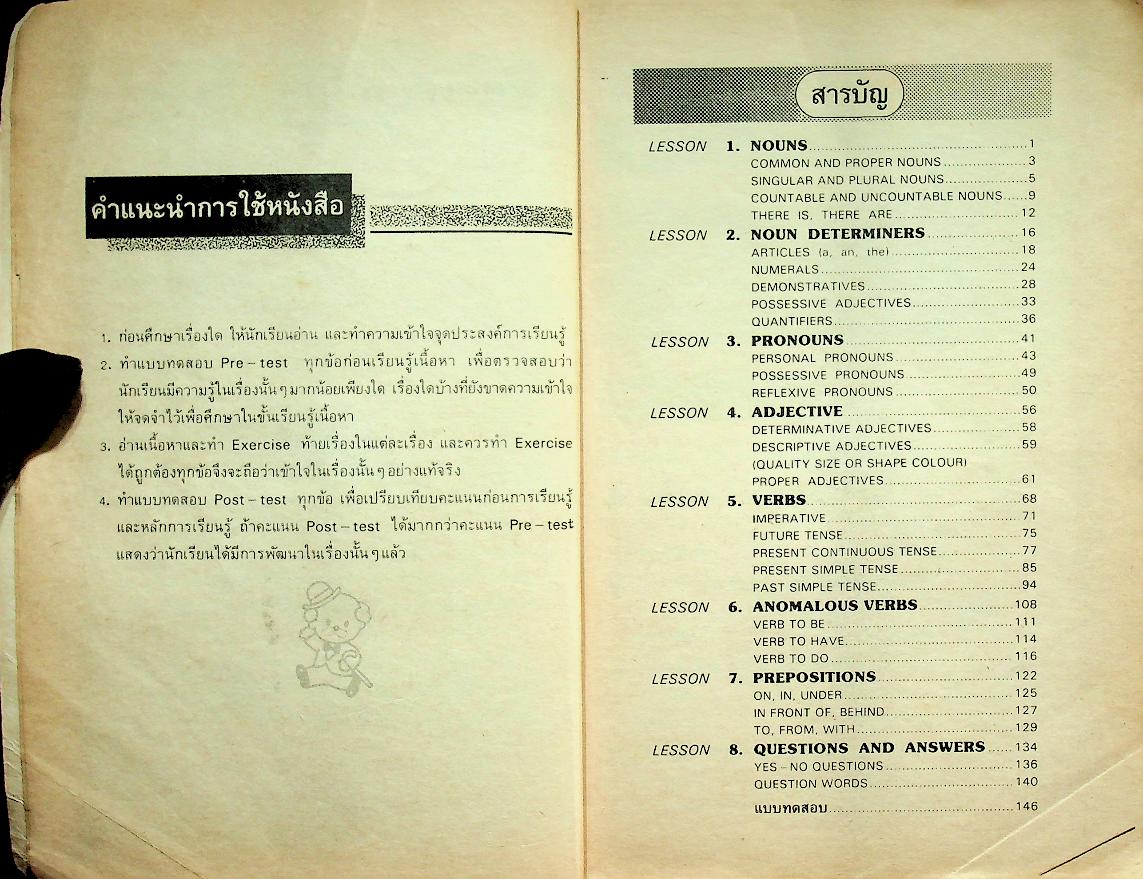 คำแนะนำการใช้หนังสือ
1. ก่อนศึกษาเรื่องใด ให้นักเรียนอ่าน และทำความเข้าใจจุดประสงค์การเรียนรู้
2. ทำแบบทดสอบ Pre-test ทุกข้อก่อนเรียนรู้เนื้อหา เพื่อตรวจสอบว่า
นักเรียนมีความรู้ในเรื่องนั้น ๆ มากน้อยเพียงใด เรื่องใดบ้างที่ยังขาดความเข้าใจ
ให้จดจำไว้เพื่อศึกษาในขั้นเรียนรู้เนื้อหา
3. อ่านเนื้อหาและทำ Exercise ท้ายเรื่องในแต่ละเรื่อง และควรทำ Exercise
ได้ถูกต้องทุกข้อจึงจะถือว่าเข้าใจในเรื่องนั้น ๆ อย่างแท้จริง
4. ทำแบบทดสอบ Post-test ทุกข้อ เพื่อเปรียบเทียบคะแนนก่อนการเรียนรู้
และหลักการเรียนรู้ ถ้าคะแนน Post-test ได้มากกว่าคะแนน Pre-test
แสดงว่านักเรียนได้มีการพัฒนาในเรื่องนั้น ๆ แล้ว
สารบัญ
LESSON 1. NOUNS 1
COMMON AND PROPER NOUNS 3
SINGULAR AND PLURAL NOUNS 5
COUNTABLE AND UNCOUNTABLE NOUNS 9
THERE IS, THERE ARE 12
LESSON 2. NOUN DETERMINERS 16
ARTICLES (a, an, the) 18
NUMERALS 24
DEMONSTRATIVES 28
POSSESSIVE ADJECTIVES 33
QUANTIFIERS 36
LESSON 3. PRONOUNS 41
PERSONAL PRONOUNS 43
POSSESSIVE PRONOUNS 49
REFLEXIVE PRONOUNS 50
LESSON 4. ADJECTIVE 56
DETERMINATIVE ADJECTIVES 58
DESCRIPTIVE ADJECTIVES 59
(QUALITY SIZE OR SHAPE COLOUR)
PROPER ADJECTIVES 61
LESSON 5. VERBS 68
IMPERATIVE 71
FUTURE TENSE 75
PRESENT CONTINUOUS TENSE 77
PRESENT SIMPLE TENSE 85
PAST SIMPLE TENSE 94
LESSON 6. ANOMALOUS VERBS 108
VERB TO BE 111
VERB TO HAVE 114
VERB TO DO 116
LESSON 7. PREPOSITIONS 122
ON, IN, UNDER 125
IN FRONT OF, BEHIND 127
TO, FROM, WITH 129
LESSON 8. QUESTIONS AND ANSWERS 134
YES - NO QUESTIONS 136
QUESTION WORDS 140
แบบทดสอบ 146